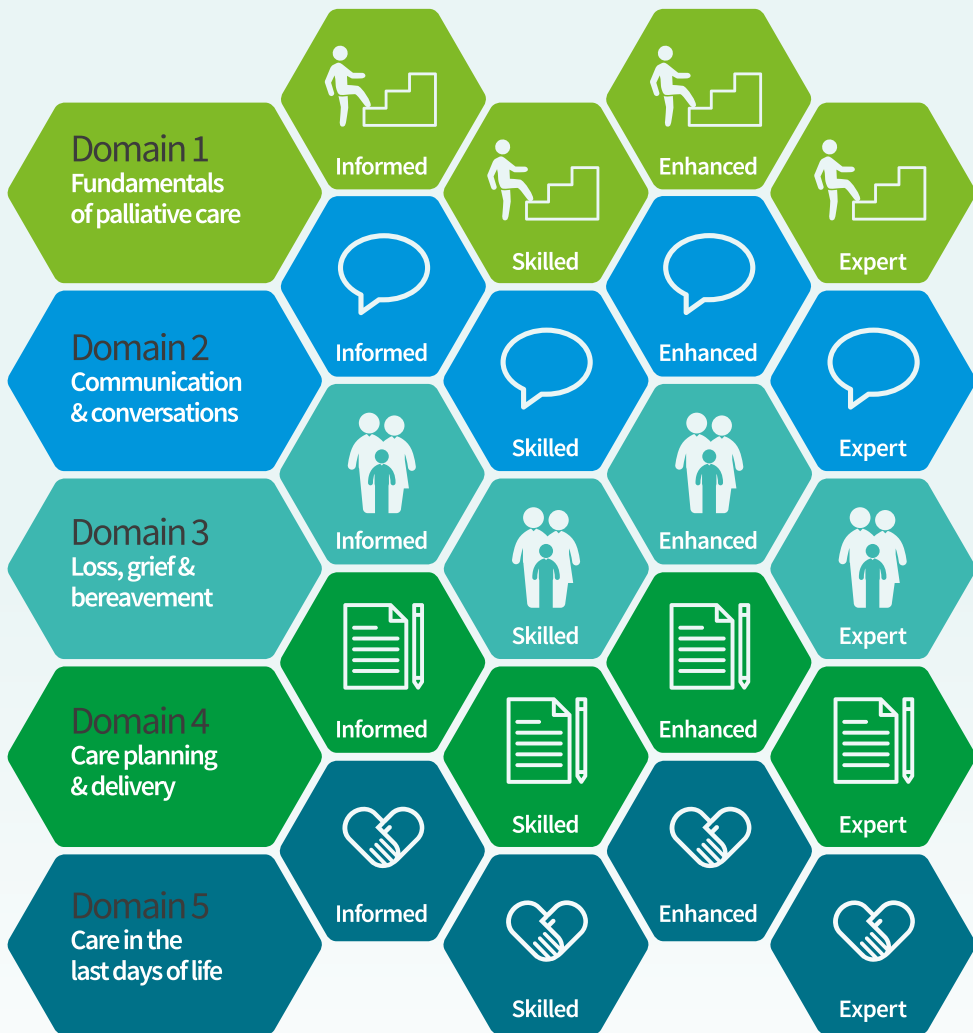 Domain 1
Fundamentals
of palliative care
Informed
Skilled
Enhanced
Expert
Domain 2
Communication
& conversations
Informed
Skilled
Enhanced
Expert
Domain 3
Loss, grief &
bereavement
Informed
Skilled
Enhanced
Expert
Domain 4
Care planning
& delivery
Informed
Skilled
Enhanced
Expert
Domain 5
Care in the
last days of life
Informed
Skilled
Enhanced
Expert